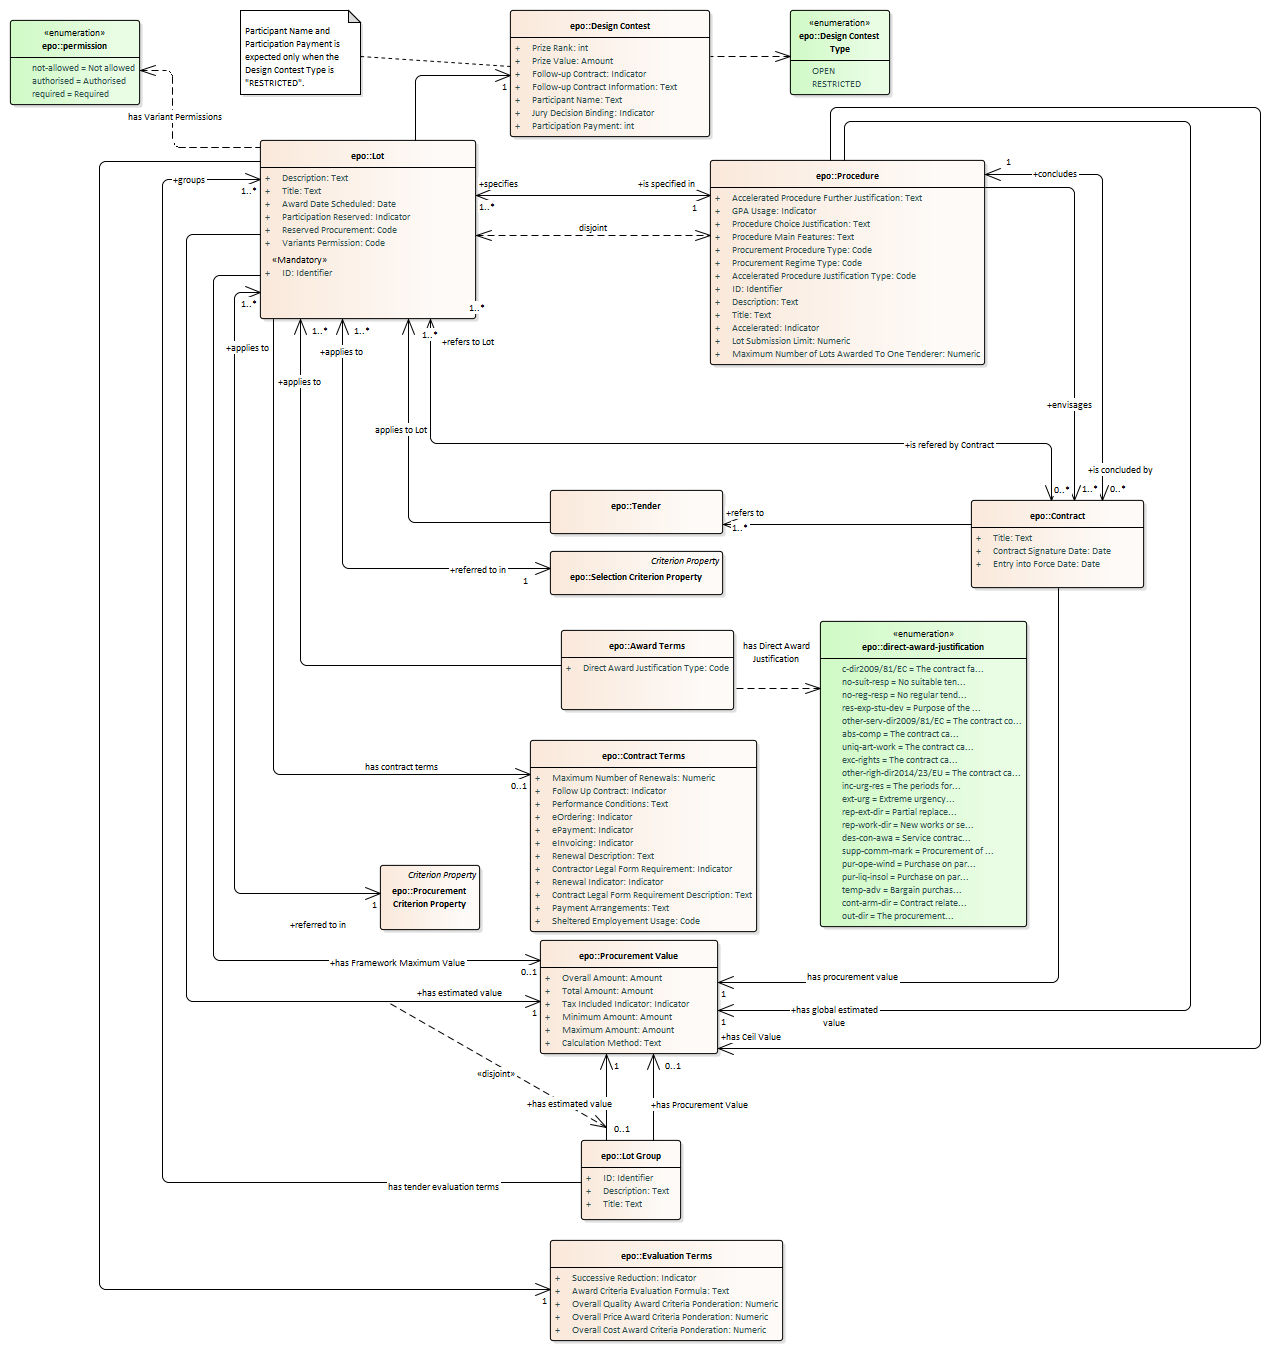 «enumeration»
epo::permission
not-allowed = Not allowed
authorised = Authorised
required = Required
has Variant Permissions
Participant Name and
Participation Payment is
expected only when the
Design Contest Type is
"RESTRICTED".
epo::Design Contest
+ Prize Rank: int
+ Prize Value: Amount
+ Follow-up Contract: Indicator
+ Follow-up Contract Information: Text
+ Participant Name: Text
+ Jury Decision Binding: Indicator
+ Participation Payment: int
1
«enumeration»
epo::Design Contest
Type
OPEN
RESTRICTED
epo::Lot
+ Description: Text
+ Title: Text
+ Award Date Scheduled: Date
+ Participation Reserved: Indicator
+ Reserved Procurement: Code
+ Variants Permission: Code
«Mandatory»
+ ID: Identifier
+groups
1..*
1..*
1..*
+specifies
1..*
+is specified in
1
disjoint
epo::Procedure
+ Accelerated Procedure Further Justification: Text
+ GPA Usage: Indicator
+ Procedure Choice Justification: Text
+ Procedure Main Features: Text
+ Procurement Procedure Type: Code
+ Procurement Regime Type: Code
+ Accelerated Procedure Justification Type: Code
+ ID: Identifier
+ Description: Text
+ Title: Text
+ Accelerated: Indicator
+ Lot Submission Limit: Numeric
+ Maximum Number of Lots Awarded To One Tenderer: Numeric
1
+concludes
+envisages
+is concluded by
0..*
1..*
0..*
1..*
1..*
1..*
+refers to Lot
+applies to
+applies to
+applies to
applies to Lot
+is refered by Contract
epo::Tender
+refers to
1..*
epo::Contract
+ Title: Text
+ Contract Signature Date: Date
+ Entry into Force Date: Date
Criterion Property
epo::Selection Criterion Property
+referred to in
1
epo::Award Terms
+ Direct Award Justification Type: Code
has Direct Award
Justification
«enumeration»
epo::direct-award-justification
c-dir2009/81/EC = The contract fa...
no-suit-resp = No suitable ten...
no-reg-resp = No regular tend...
res-exp-stu-dev = Purpose of the ...
other-serv-dir2009/81/EC = The contract co...
abs-comp = The contract ca...
uniq-art-work = The contract ca...
exc-rights = The contract ca...
other-righ-dir2014/23/EU = The contract ca...
inc-urg-res = The periods for...
ext-urg = Extreme urgency...
rep-ext-dir = Partial replace...
rep-work-dir = New works or se...
des-con-awa = Service contrac...
supp-comm-mark = Procurement of ...
pur-ope-wind = Purchase on par...
pur-liq-insol = Purchase on par...
temp-adv = Bargain purchas...
cont-arm-dir = Contract relate...
out-dir = The procurement...
epo::Contract Terms
+ Maximum Number of Renewals: Numeric
+ Follow Up Contract: Indicator
+ Performance Conditions: Text
+ eOrdering: Indicator
+ ePayment: Indicator
+ eInvoicing: Indicator
+ Renewal Description: Text
+ Contractor Legal Form Requirement: Indicator
+ Renewal Indicator: Indicator
+ Contract Legal Form Requirement Description: Text
+ Payment Arrangements: Text
+ Sheltered Employement Usage: Code
has contract terms
0..1
Criterion Property
epo::Procurement
Criterion Property
1
+referred to in
epo::Procurement Value
+ Overall Amount: Amount
+ Total Amount: Amount
+ Tax Included Indicator: Indicator
+ Minimum Amount: Amount
+ Maximum Amount: Amount
+ Calculation Method: Text
+has Framework Maximum Value
0..1
+has estimated value
1
has procurement value
1
+has global estimated
value
1
+has Ceil Value
«disjoint»
1
0..1
+has estimated value
+has Procurement Value
0..1
epo::Lot Group
+ ID: Identifier
+ Description: Text
+ Title: Text
has tender evaluation terms
epo::Evaluation Terms
+ Successive Reduction: Indicator
+ Award Criteria Evaluation Formula: Text
+ Overall Quality Award Criteria Ponderation: Numeric
+ Overall Price Award Criteria Ponderation: Numeric
+ Overall Cost Award Criteria Ponderation: Numeric
1